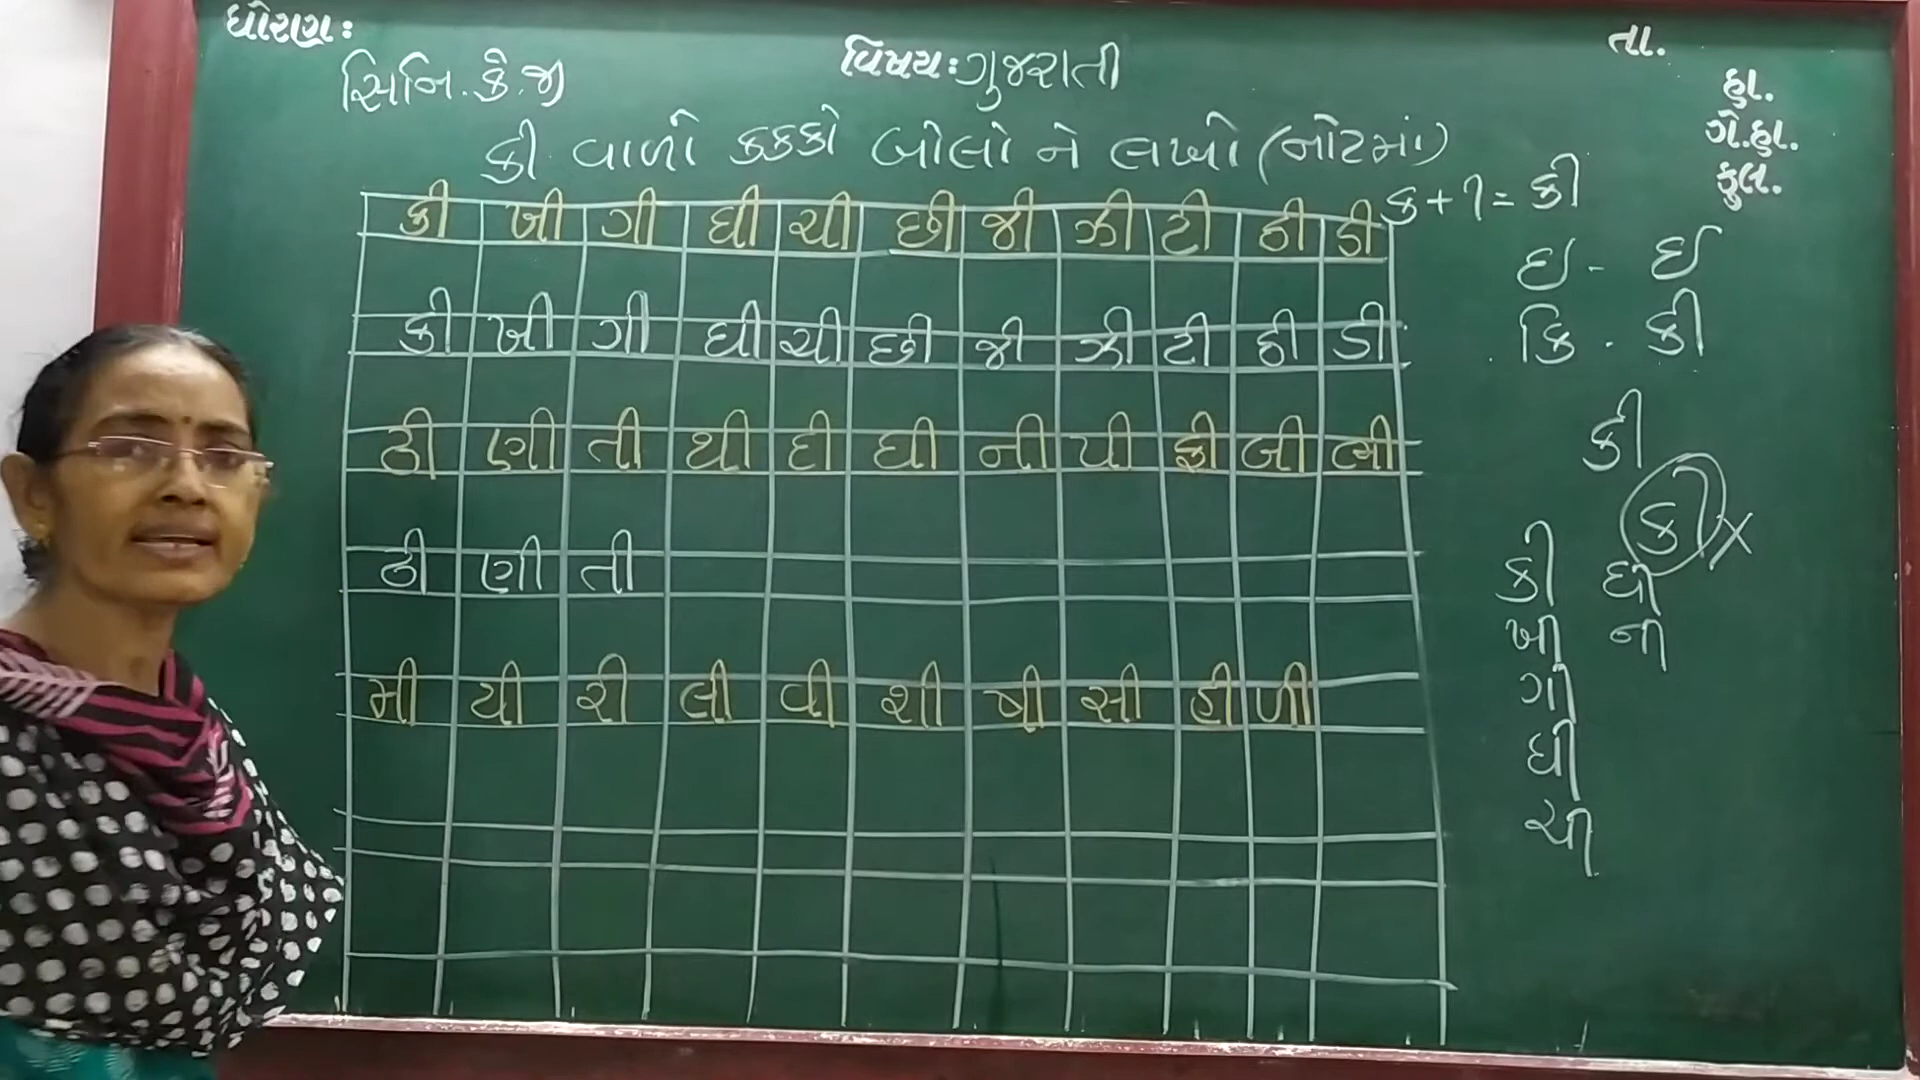 ધોરણ:
સિનિ. કે. જી
વિષય: ગુજરાતી
તા.
હા.
ગે.હા.
કુલ.
કી વાળો કક્કો બોલો ને લખો (નોટમાં)
ક + ી = કી
કી ખી ગી ઘી ચી છી જી ઝી ટી ઠી ડી
કી ખી ગી ઘી ચી છી જી ઝી ટી ઠી ડી
ઢી ણી તી થી દી ધી ની પી ફી બી ભી
ઢી ણી તી
મી યી રી લી વી શી ષી સી હી ળી
ઇ - ઈ
કિ - કી
કી
કી x
કી ઘી
ખી ની
ગી
ઘી
ચી